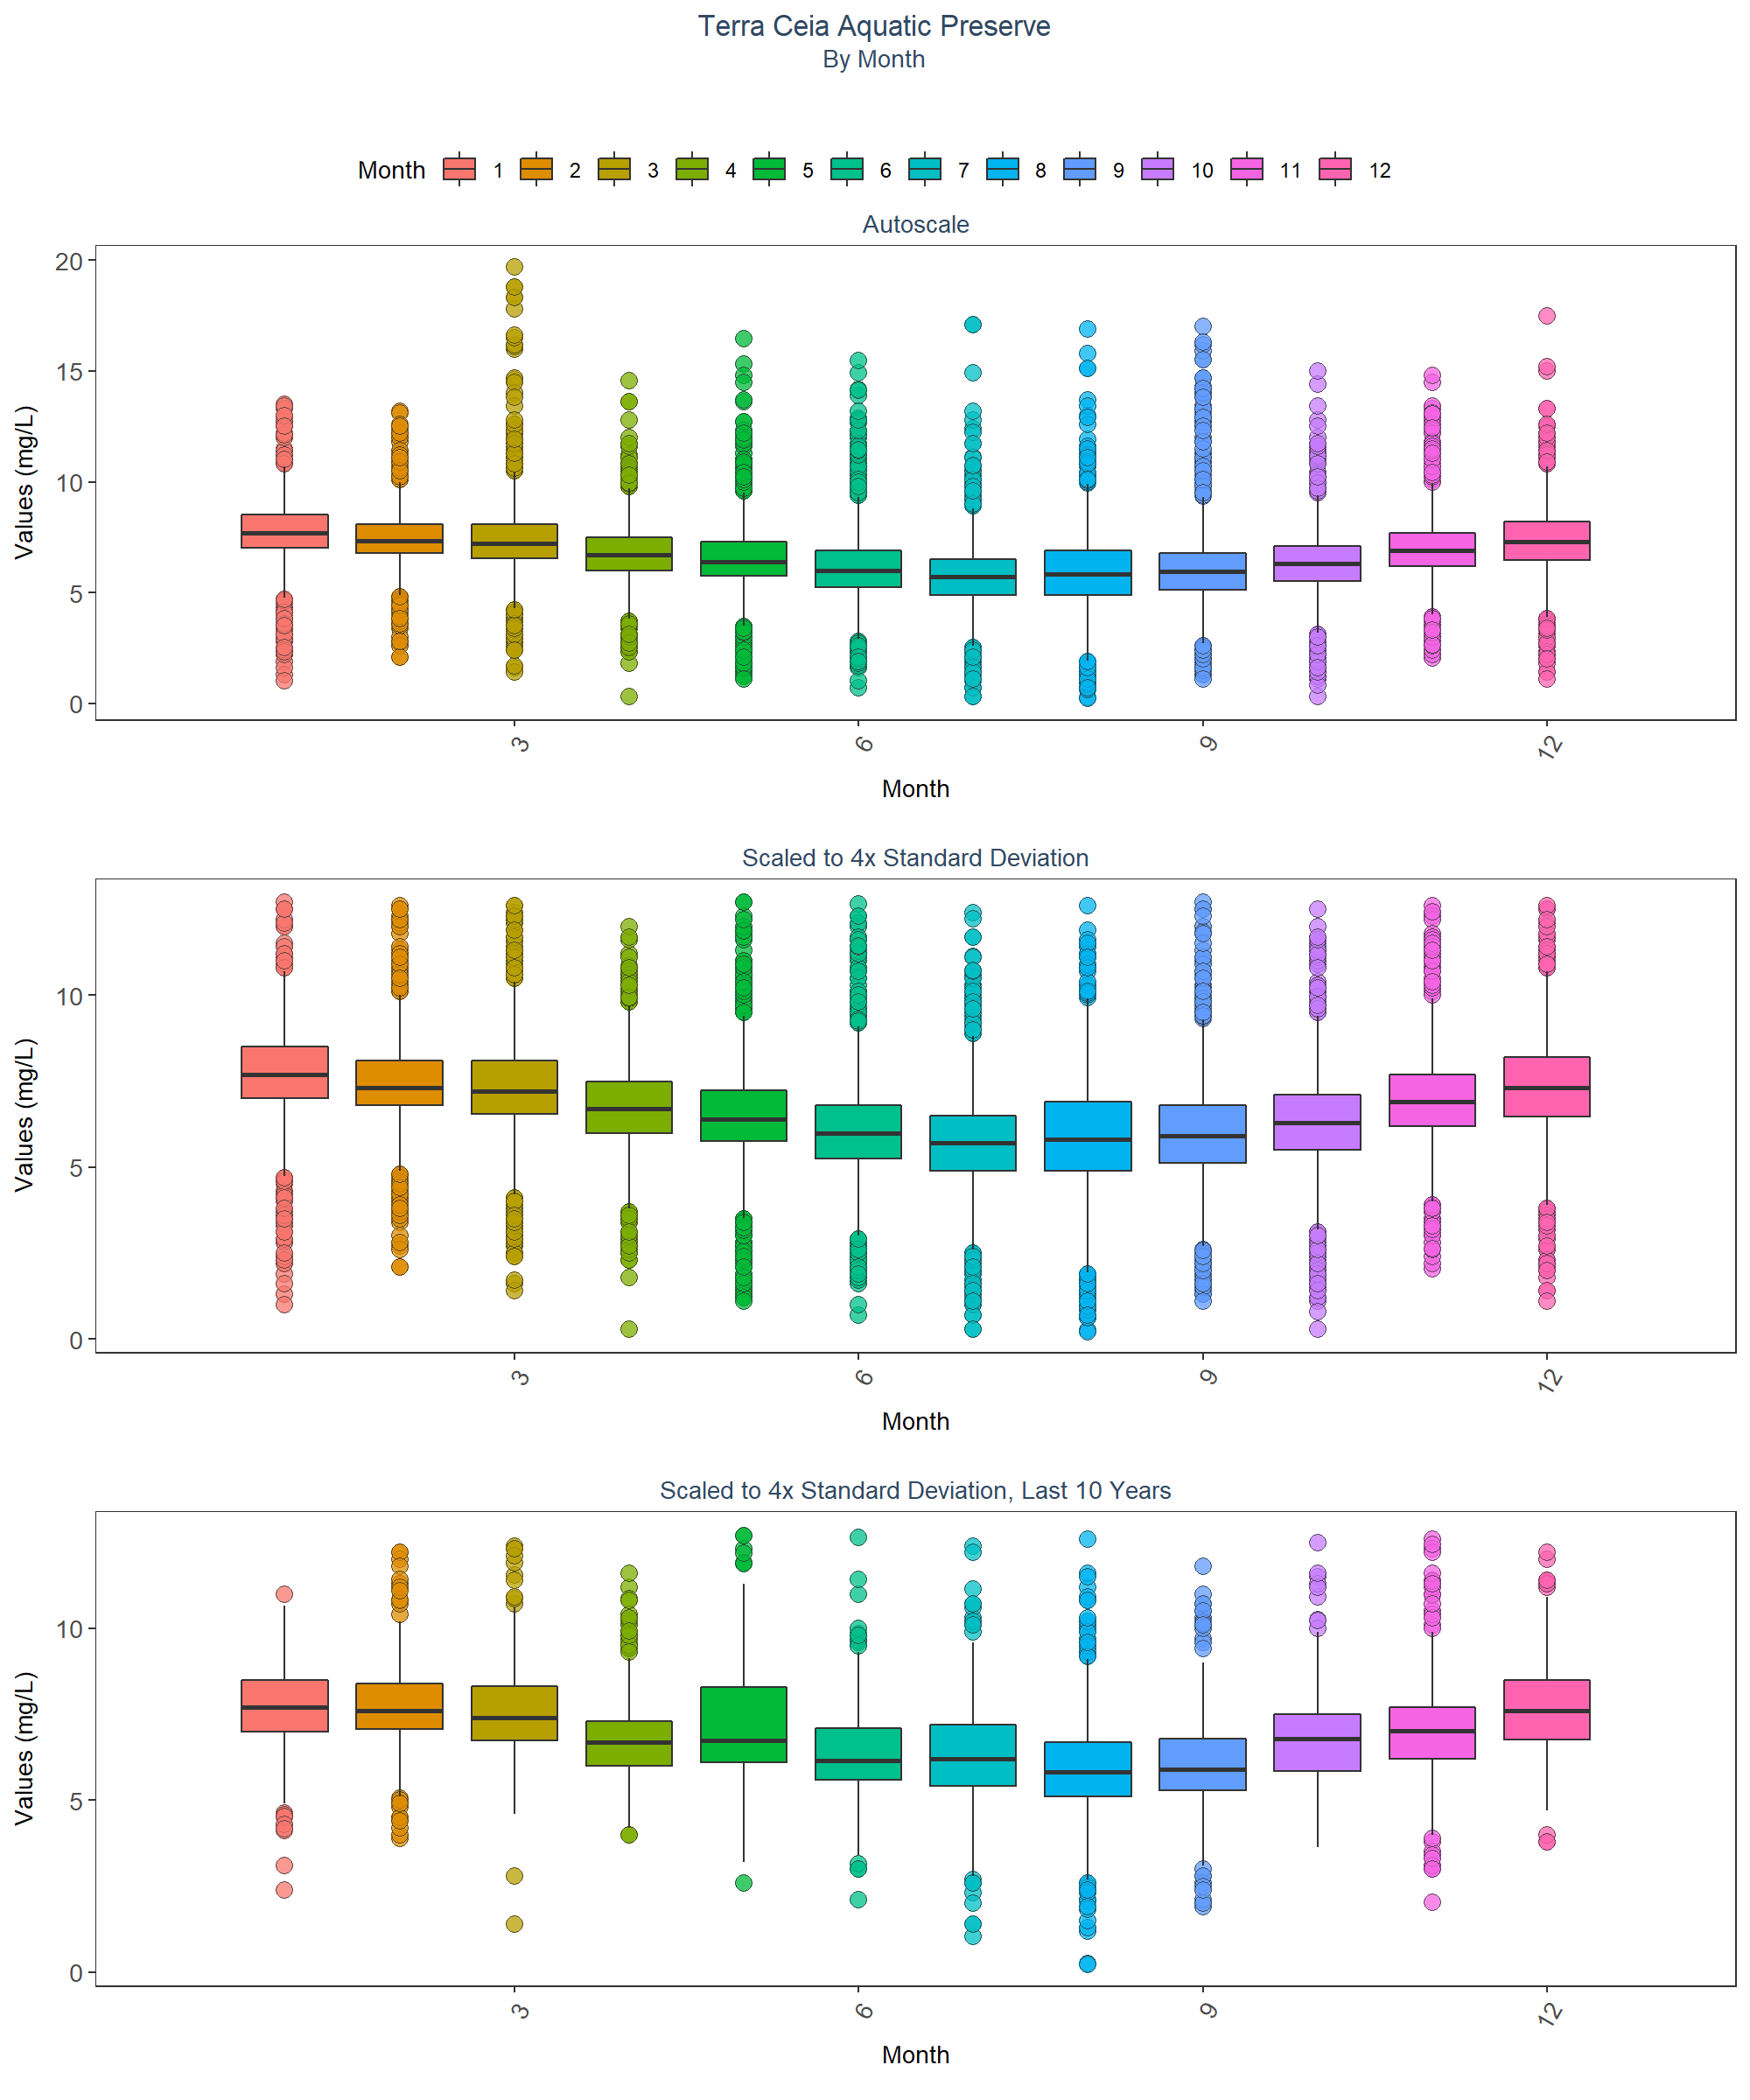 Terra Ceia Aquatic Preserve
By Month
Month 1 2 3 4 5 6 7 8 9 10 11 12
Autoscale
Values (mg/L)
20
15
10
5
0
3 6 9 12
Month
Scaled to 4x Standard Deviation
Values (mg/L)
10
5
0
3 6 9 12
Month
Scaled to 4x Standard Deviation, Last 10 Years
Values (mg/L)
10
5
0
3 6 9 12
Month